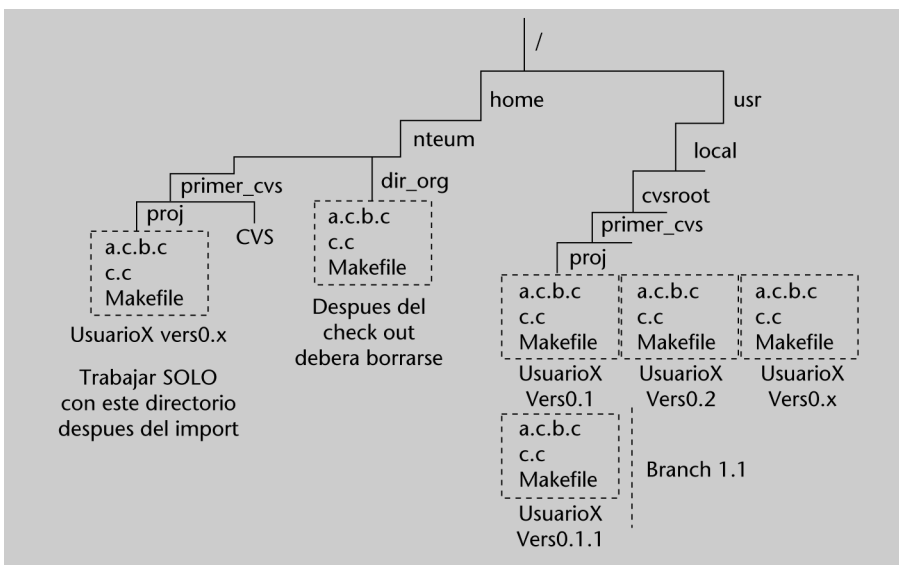 /
home
usr
nteum
local
primer_cvs
dir_org
cvsroot
proj
CVS
primer_cvs
proj
a.c.b.c
c.c
Makefile
UsuarioX vers0.x
Trabajar SOLO
con este directorio
despues del import
a.c.b.c
c.c
Makefile
Despues del
check out
debera borrarse
a.c.b.c
c.c
Makefile
UsuarioX
Vers0.1
a.c.b.c
c.c
Makefile
UsuarioX
Vers0.2
a.c.b.c
c.c
Makefile
UsuarioX
Vers0.x
a.c.b.c
c.c
Makefile
UsuarioX
Vers0.1.1
Branch 1.1